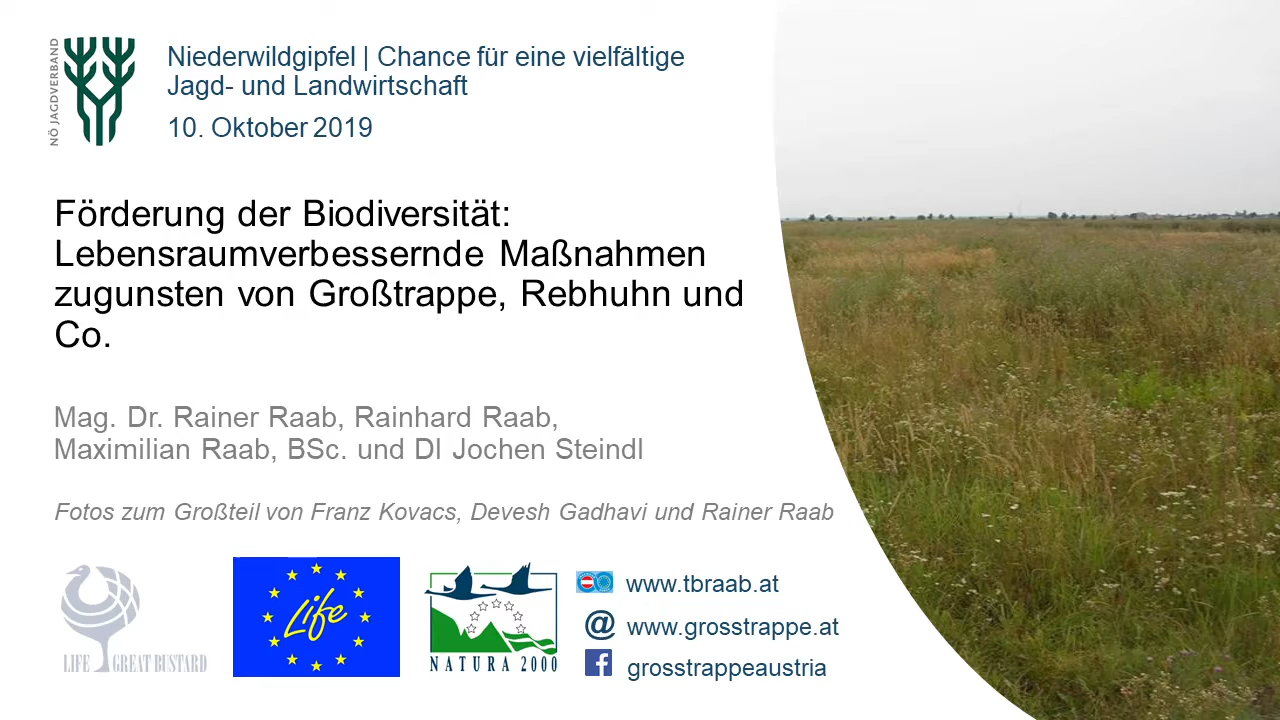 NÖ JAGDVERBAND
Niederwildgipfel | Chance für eine vielfältige
Jagd- und Landwirtschaft
10. Oktober 2019
Förderung der Biodiversität:
Lebensraumverbessernde Maßnahmen
zugunsten von Großtrappe, Rebhuhn und
Co.
Mag. Dr. Rainer Raab, Rainhard Raab,
Maximilian Raab, BSc. und DI Jochen Steindl
Fotos zum Großteil von Franz Kovacs, Devesh Gadhavi und Rainer Raab
LIFE GREAT BUSTARD
Life
NATURA 2000
www.tbraab.at
@ www.grosstrappe.at
f grosstrappeaustria